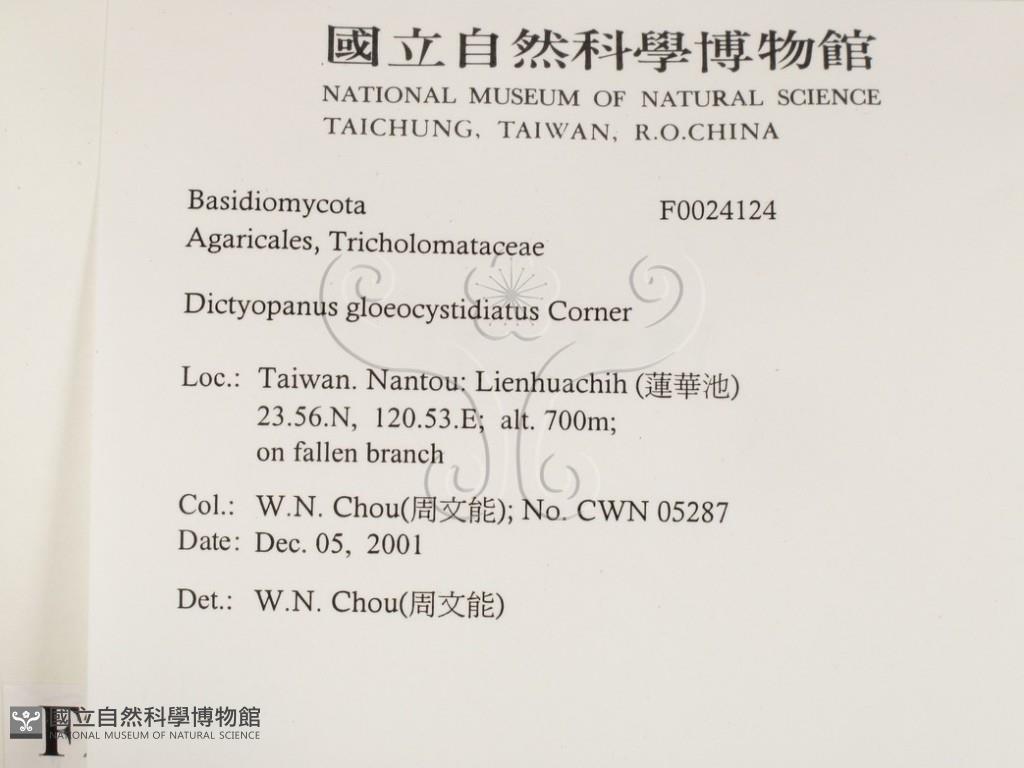 國立自然科學博物館
NATIONAL MUSEUM OF NATURAL SCIENCE
TAICHUNG, TAIWAN, R.O.CHINA
Basidiomycota F0024124
Agaricales, Tricholomataceae
Dictyopanus gloeocystidiatus Corner
Loc.: Taiwan. Nantou: Lienhuachih (蓮華池)
23.56.N, 120.53.E; alt. 700m;
on fallen branch
Col.: W.N. Chou(周文能); No. CWN 05287
Date: Dec. 05, 2001
Det.: W.N. Chou(周文能)
F
國立自然科學博物館
NATIONAL MUSEUM OF NATURAL SCIENCE